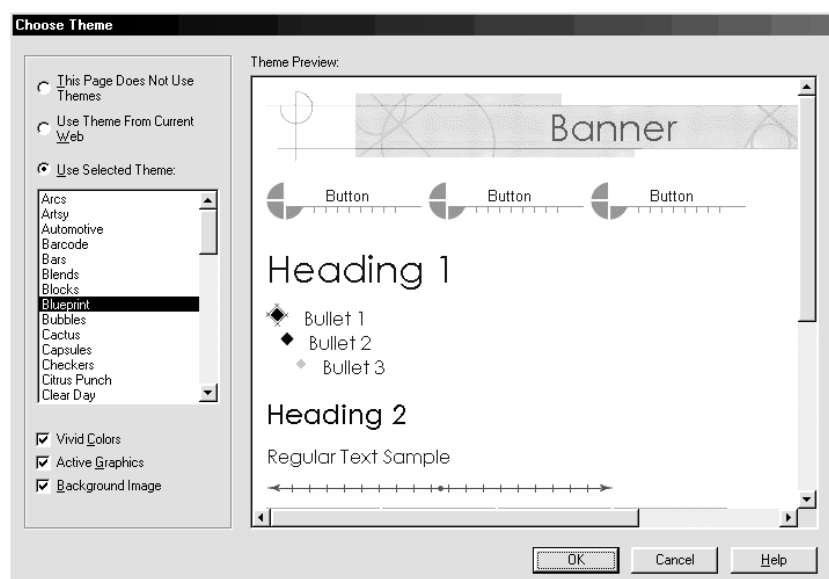 Choose Theme
This Page Does Not Use
Themes
Use Theme From Current
Web
Use Selected Theme:
Arcs
Artsy
Automotive
Barcode
Bars
Blends
Blocks
Blueprint
Bubbles
Cactus
Capsules
Checkers
Citrus Punch
Clear Day
Vivid Colors
Active Graphics
Background Image
Theme Preview:
Banner
Button Button Button
Heading 1
Bullet 1
Bullet 2
Bullet 3
Heading 2
Regular Text Sample
OK Cancel Help